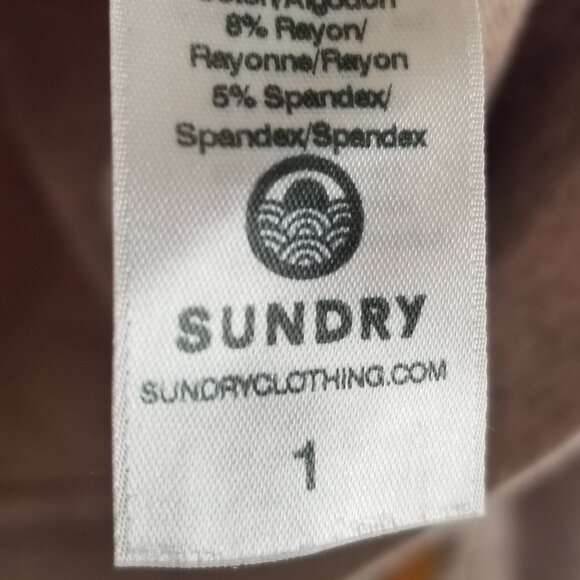 8% Rayon/
Rayonne/Rayon
5% Spandex/
Spandex/Spandex
SUNDRY
SUNDRYCLOTHING.COM
1